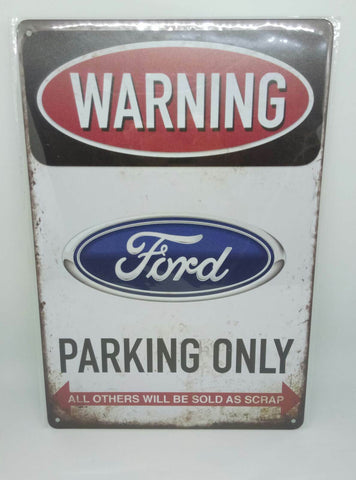 WARNING
Ford
PARKING ONLY
ALL OTHERS WILL BE SOLD AS SCRAP